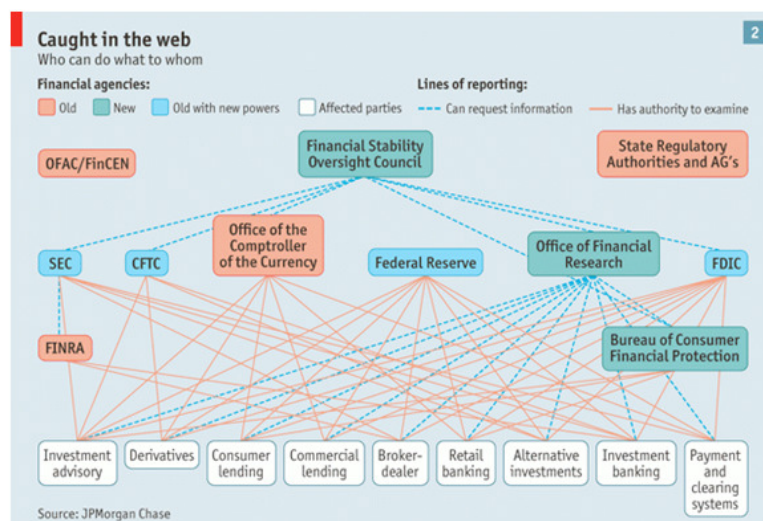 Caught in the web
2
Who can do what to whom
Financial agencies:
Lines of reporting:
Old
New
Old with new powers
Affected parties
Can request information
Has authority to examine
OFAC/FinCEN
Financial Stability
Oversight Council
State Regulatory
Authorities and AG's
SEC
CFTC
Office of the
Comptroller
of the Currency
Federal Reserve
Office of Financial
Research
FDIC
FINRA
Bureau of Consumer
Financial Protection
Investment
advisory
Derivatives
Consumer
lending
Commercial
lending
Broker-
dealer
Retail
banking
Alternative
investments
Investment
banking
Payment
and
clearing
systems
Source: JPMorgan Chase